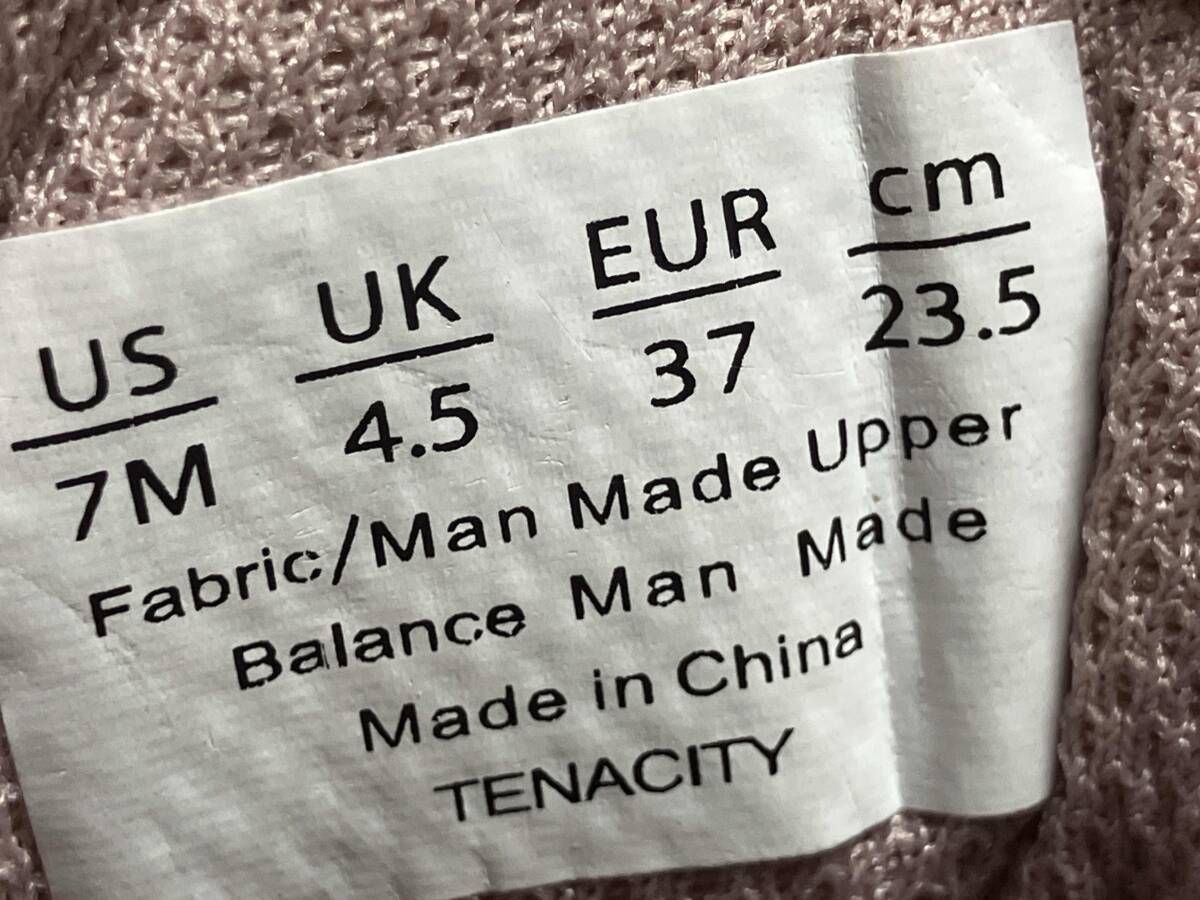 US UK EUR cm
7M 4.5 37 23.5
Fabric/Man Made Upper
Balance Man Made
Made in China
TENACITY